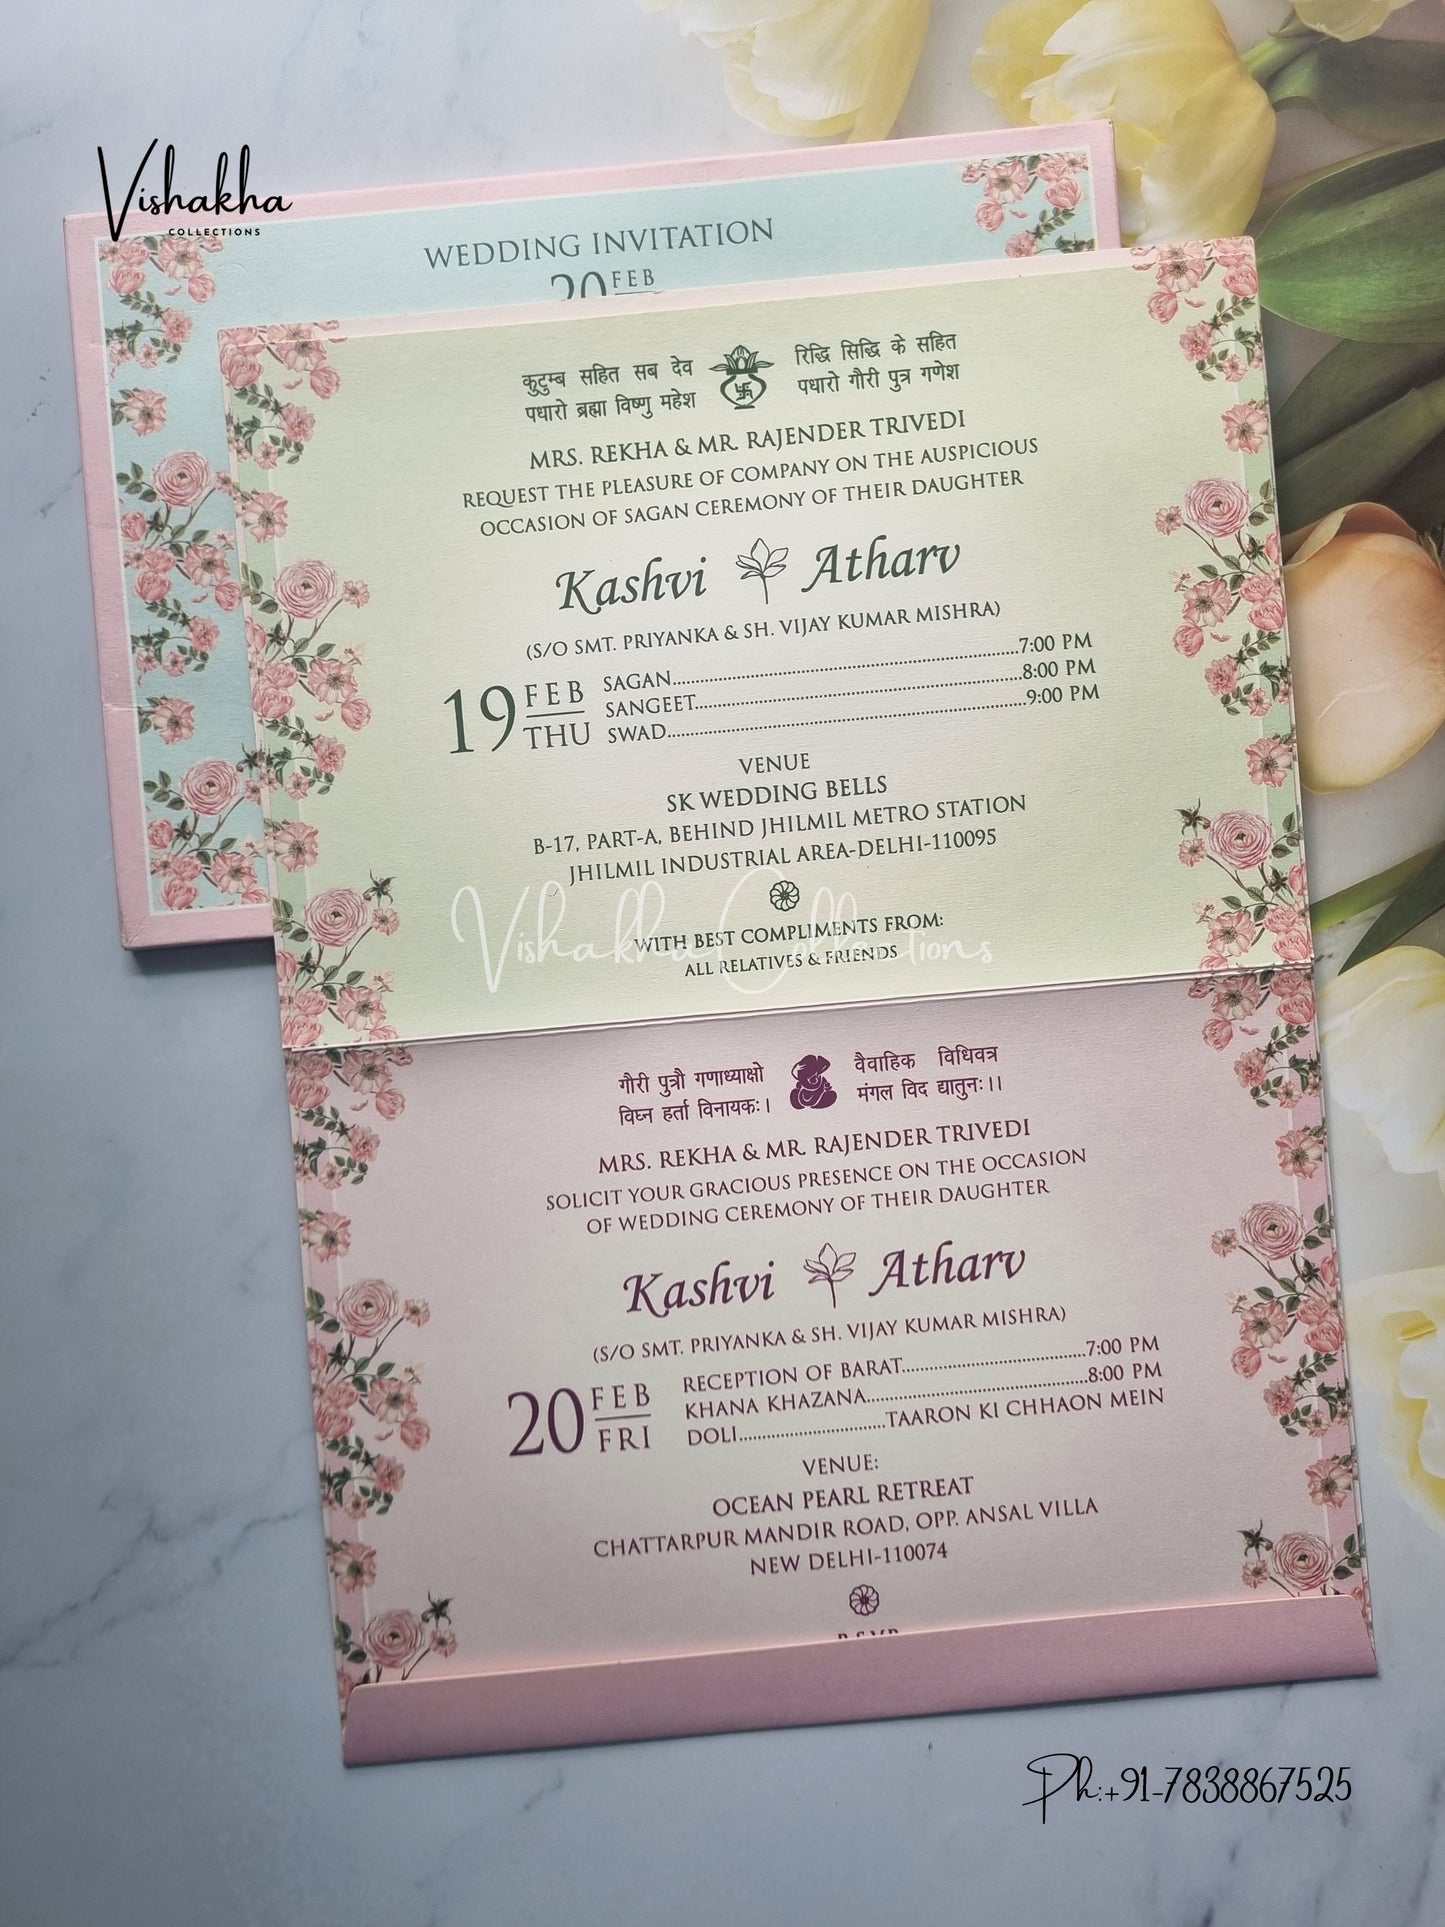 Vishakha
COLLECTIONS
WEDDING INVITATION
20 FEB
कुटुम्ब सहित सब देव
पधारो ब्रह्मा विष्णु महेश
रिद्धि सिद्धि के सहित
पधारो गौरी पुत्र गणेश
MRS. REKHA & MR. RAJENDER TRIVEDI
REQUEST THE PLEASURE OF COMPANY ON THE AUSPICIOUS
OCCASION OF SAGAN CEREMONY OF THEIR DAUGHTER
Kashvi Atharv
(S/O SMT. PRIYANKA & SH. VIJAY KUMAR MISHRA)
19 FEB
THU
SAGAN..........7:00 PM
SANGEET..........8:00 PM
SWAD..........9:00 PM
VENUE
SK WEDDING BELLS
B-17, PART-A, BEHIND JHILMIL METRO STATION
JHILMIL INDUSTRIAL AREA-DELHI-110095
Vishakha Collections
WITH BEST COMPLIMENTS FROM:
ALL RELATIVES & FRIENDS
गौरी पुत्रौ गणाध्याक्षो
विघ्न हर्ता विनायकः।
वैवाहिक विधिवत्र
मंगल विद द्यातुनः।।
MRS. REKHA & MR. RAJENDER TRIVEDI
SOLICIT YOUR GRACIOUS PRESENCE ON THE OCCASION
OF WEDDING CEREMONY OF THEIR DAUGHTER
Kashvi Atharv
(S/O SMT. PRIYANKA & SH. VIJAY KUMAR MISHRA)
20 FEB
FRI
RECEPTION OF BARAT..........7:00 PM
KHANA KHAZANA..........8:00 PM
DOLI..........TAARON KI CHHAON MEIN
VENUE:
OCEAN PEARL RETREAT
CHATTARPUR MANDIR ROAD, OPP. ANSAL VILLA
NEW DELHI-110074
R.S.V.P.
Ph:+91-7838867525